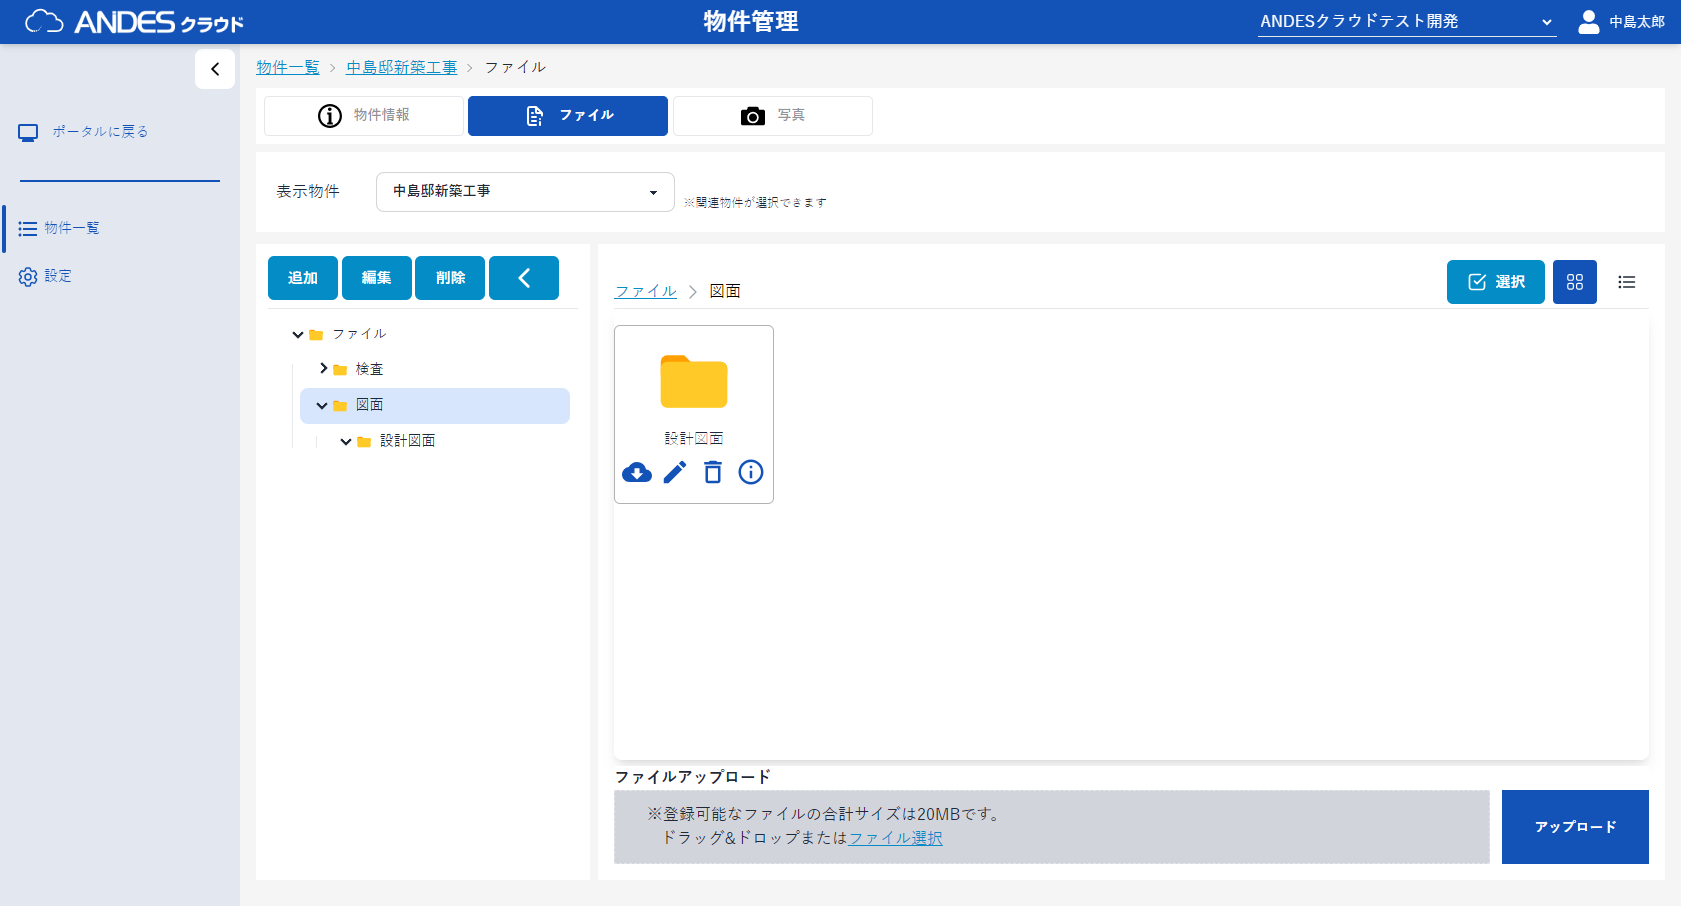 ANDES クラウド
物件管理
ANDESクラウドテスト開発
中島太郎
ポータルに戻る
物件一覧
設定
物件一覧 > 中島邸新築工事 > ファイル
物件情報
ファイル
写真
表示物件
中島邸新築工事
※関連物件が選択できます
追加
編集
削除
ファイル
検査
図面
設計図面
ファイル > 図面
選択
設計図面
ファイルアップロード
※登録可能なファイルの合計サイズは20MBです。
ドラッグ&ドロップまたはファイル選択
アップロード